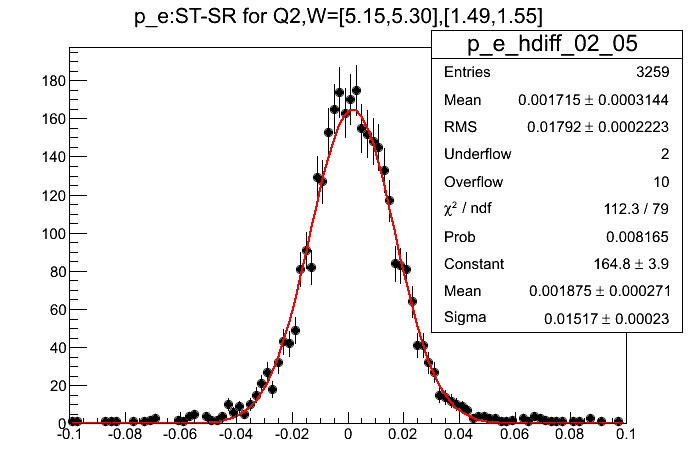 p_e:ST-SR for Q2,W=[5.15,5.30],[1.49,1.55]
p_e_hdiff_02_05
Entries 3259
Mean 0.001715 ± 0.0003144
RMS 0.01792 ± 0.0002223
Underflow 2
Overflow 10
χ² / ndf 112.3 / 79
Prob 0.008165
Constant 164.8 ± 3.9
Mean 0.001875 ± 0.000271
Sigma 0.01517 ± 0.00023
180
160
140
120
100
80
60
40
20
0
-0.1 -0.08 -0.06 -0.04 -0.02 0 0.02 0.04 0.06 0.08 0.1